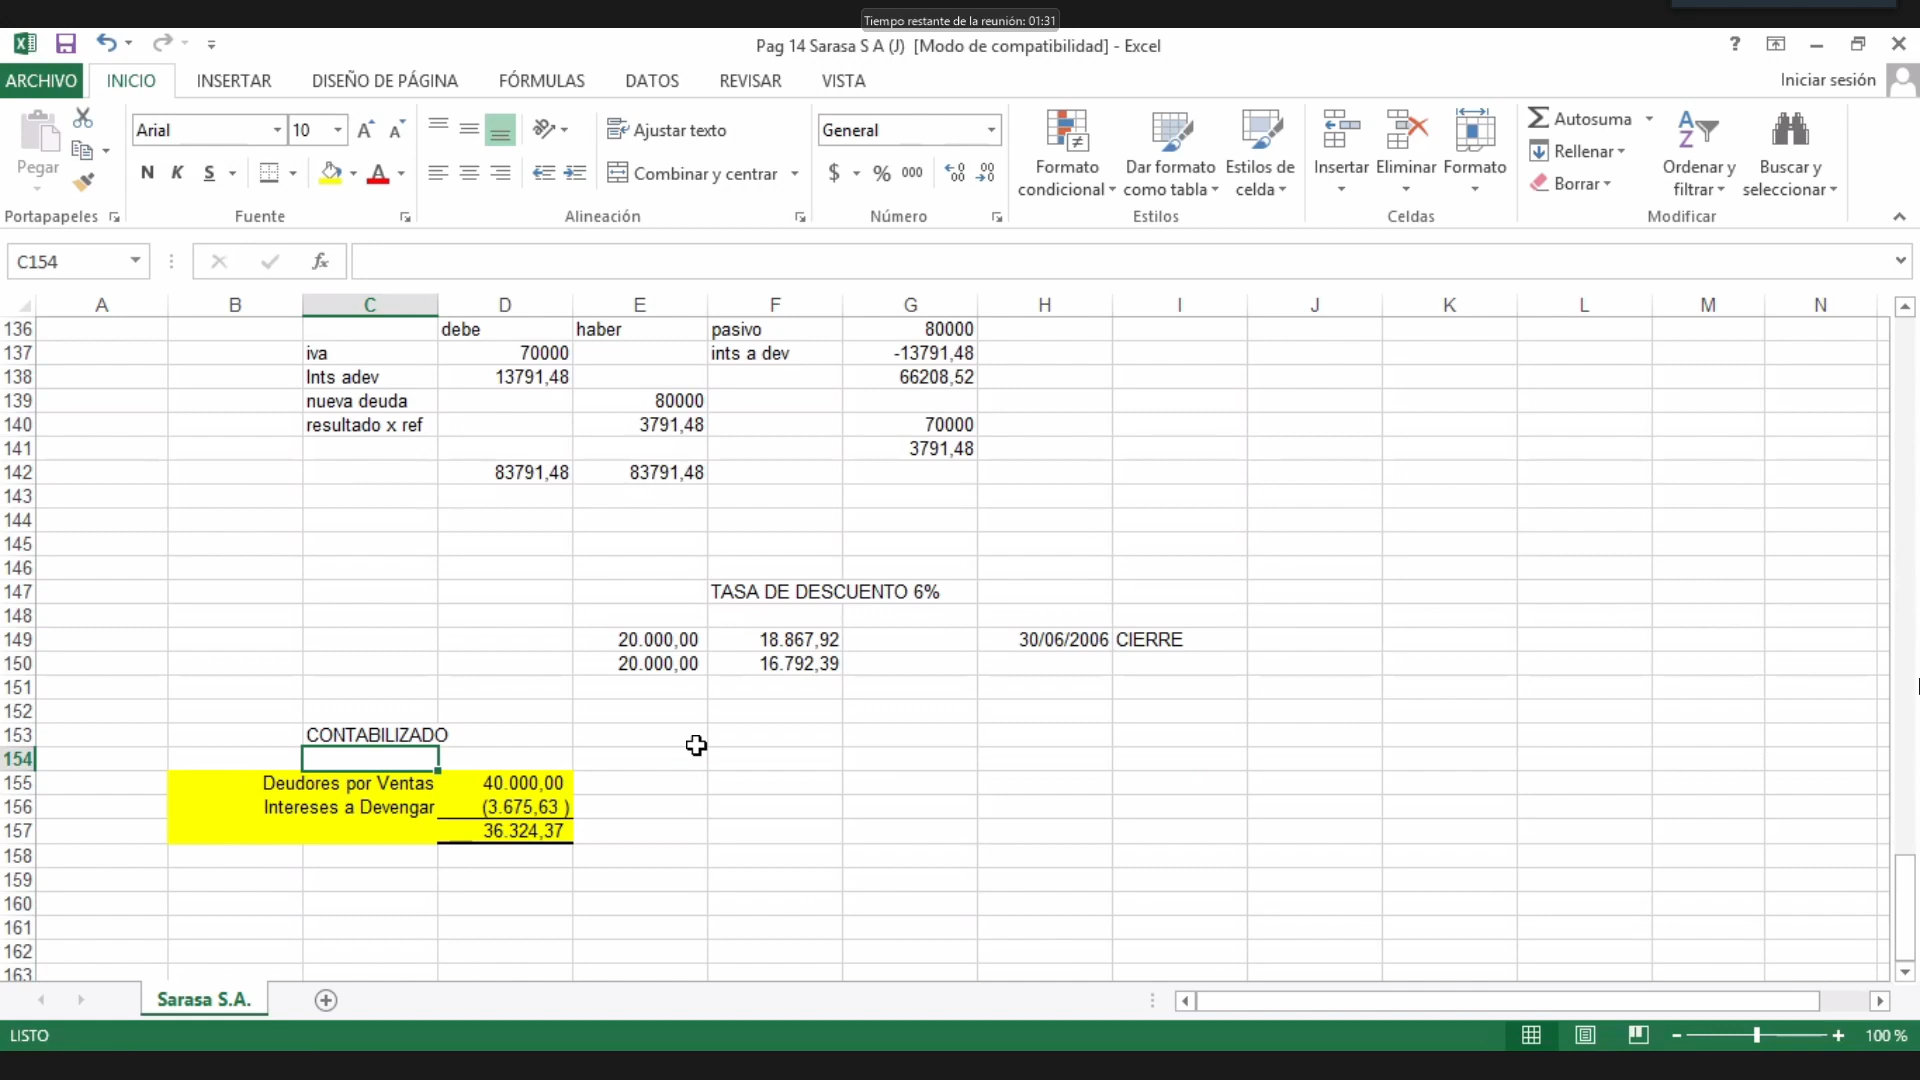 Tiempo restante de la reunión: 01:31
Pag 14 Sarasa S A (J) [Modo de compatibilidad] - Excel
?
ARCHIVO INICIO INSERTAR DISEÑO DE PÁGINA FÓRMULAS DATOS REVISAR VISTA Iniciar sesión
Pegar
Arial 10
N K S
Ajustar texto
Combinar y centrar
General
$ % 000
Formato condicional
Dar formato como tabla
Estilos de celda
Insertar Eliminar Formato
Autosuma
Rellenar
Borrar
Ordenar y filtrar
Buscar y seleccionar
Portapapeles Fuente Alineación Número Estilos Celdas Modificar
C154 fx
A B C D E F G H I J K L M N
136 debe haber pasivo 80000
137 iva 70000 ints a dev -13791,48
138 Ints adev 13791,48 66208,52
139 nueva deuda 80000
140 resultado x ref 3791,48 70000
141 3791,48
142 83791,48 83791,48
143
144
145
146
147 TASA DE DESCUENTO 6%
148
149 20.000,00 18.867,92 30/06/2006 CIERRE
150 20.000,00 16.792,39
151
152
153 CONTABILIZADO
154
155 Deudores por Ventas 40.000,00
156 Intereses a Devengar (3.675,63 )
157 36.324,37
158
159
160
161
162
163
Sarasa S.A.
LISTO 100 %